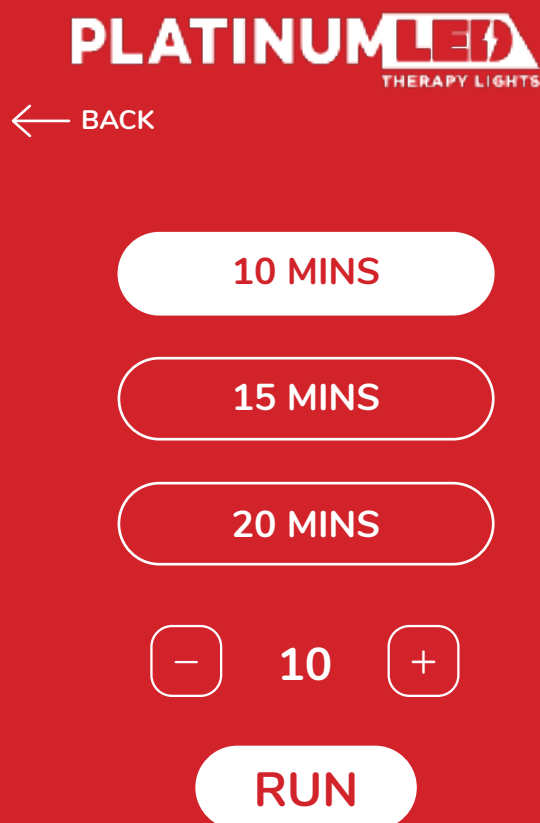 PLATINUMLED
THERAPY LIGHTS
BACK
10 MINS
15 MINS
20 MINS
− 10 +
RUN